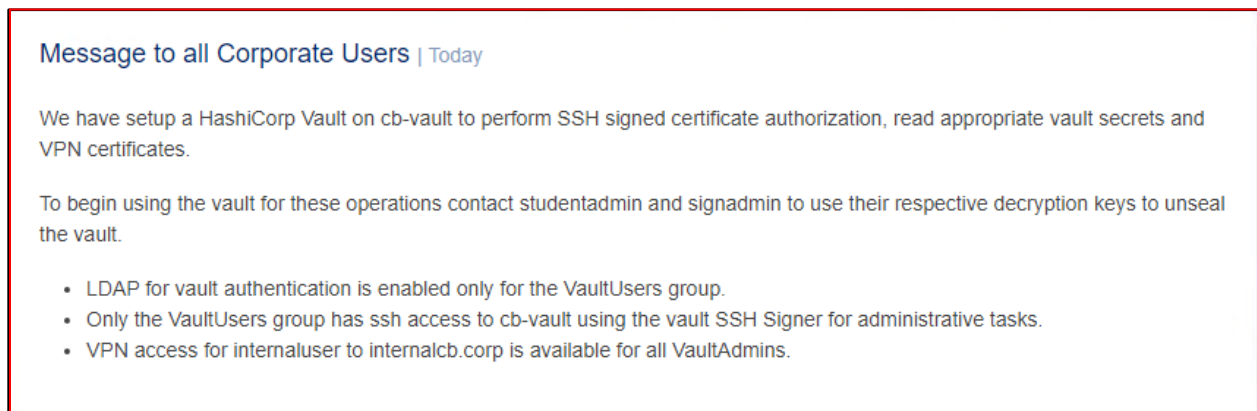 Message to all Corporate Users | Today
We have setup a HashiCorp Vault on cb-vault to perform SSH signed certificate authorization, read appropriate vault secrets and
VPN certificates.
To begin using the vault for these operations contact studentadmin and signadmin to use their respective decryption keys to unseal
the vault.
• LDAP for vault authentication is enabled only for the VaultUsers group.
• Only the VaultUsers group has ssh access to cb-vault using the vault SSH Signer for administrative tasks.
• VPN access for internaluser to internalcb.corp is available for all VaultAdmins.